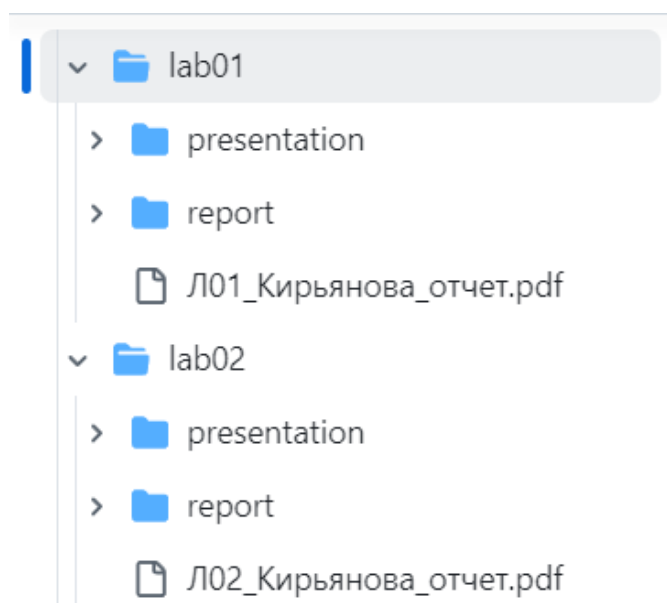 lab01
presentation
report
Л01_Кирьянова_отчет.pdf
lab02
presentation
report
Л02_Кирьянова_отчет.pdf